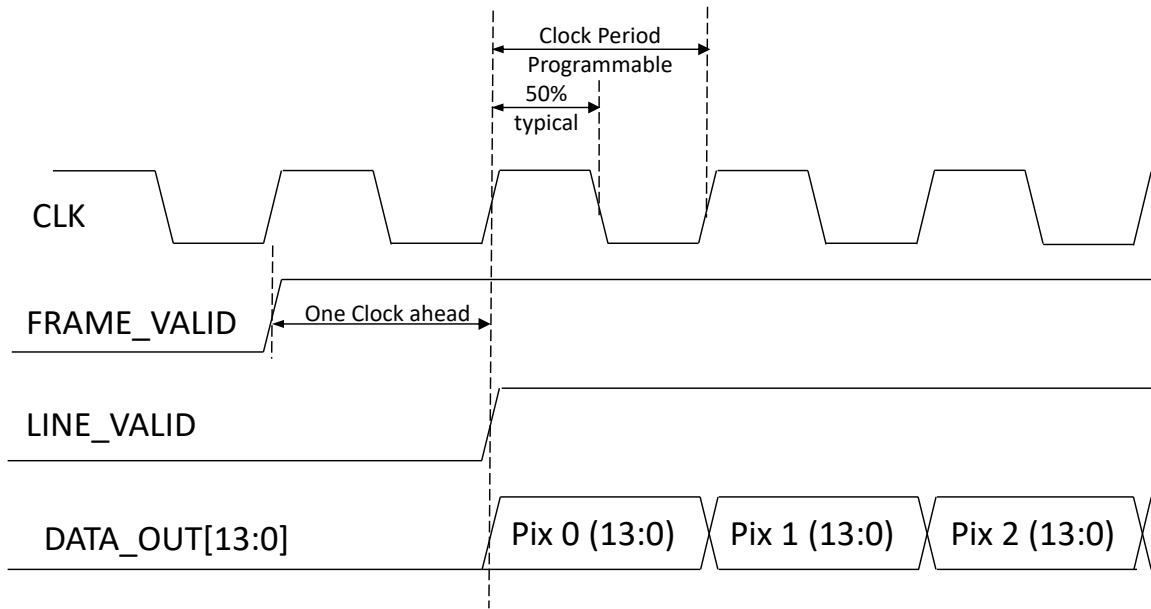 Clock Period
Programmable
50%
typical
CLK
FRAME_VALID
One Clock ahead
LINE_VALID
DATA_OUT[13:0]
Pix 0 (13:0)
Pix 1 (13:0)
Pix 2 (13:0)